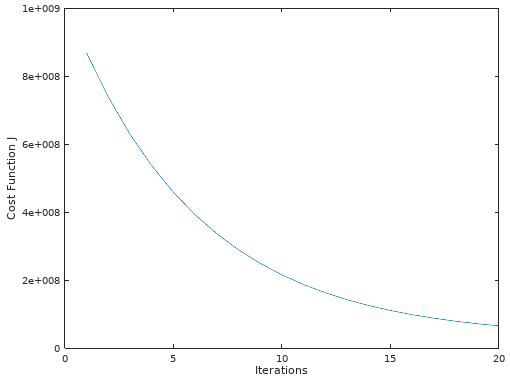 1e+009
8e+008
6e+008
4e+008
2e+008
0
Cost Function J
0 5 10 15 20
Iterations